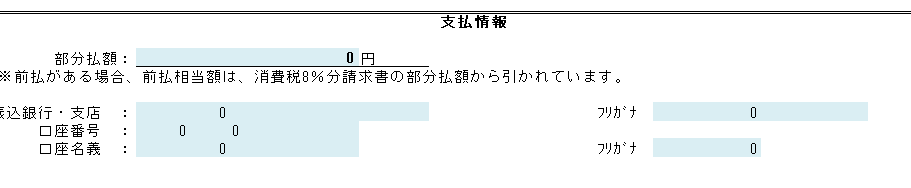 支払情報
部分払額： 0 円
※前払がある場合、前払相当額は、消費税8%分請求書の部分払額から引かれています。
振込銀行・支店 ： 0 ﾌﾘｶﾞﾅ 0
口座番号 ： 0 0
口座名義 ： 0 ﾌﾘｶﾞﾅ 0